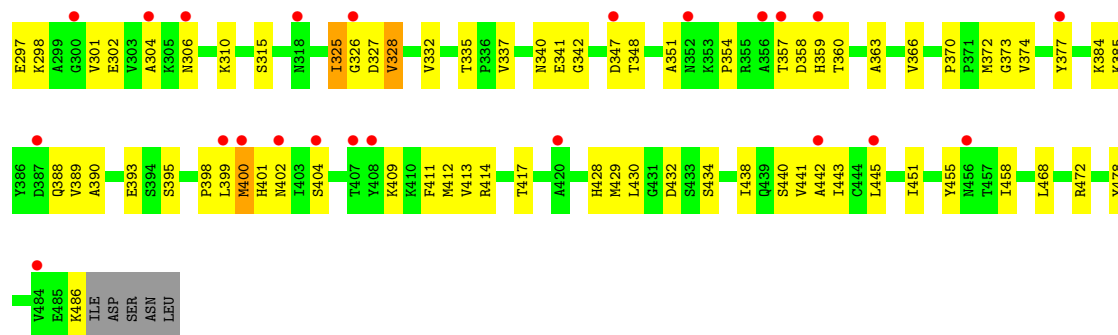 E297 K298 A299 G300 V301 E302 V303 A304 K305 N306 K310 S315 N318 I325 G326 D327 V328 V332 T335 P336 V337 N340 E341 G342 D347 T348 A351 N352 K353 P354 R355 A356 T357 D358 H359 T360 A363 V366 P370 P371 M372 G373 V374 Y377 K384 K385
Y386 D387 Q388 V389 A390 E393 S394 S395 P398 L399 M400 H401 N402 I403 S404 T407 Y408 K409 K410 F411 M412 V413 R414 T417 A420 H428 M429 L430 G431 D432 S433 S434 I438 Q439 S440 V441 A442 I443 C444 L445 I451 Y455 N456 T457 I458 L468 R472
V484 E485 K486 ILE ASP SER ASN LEU